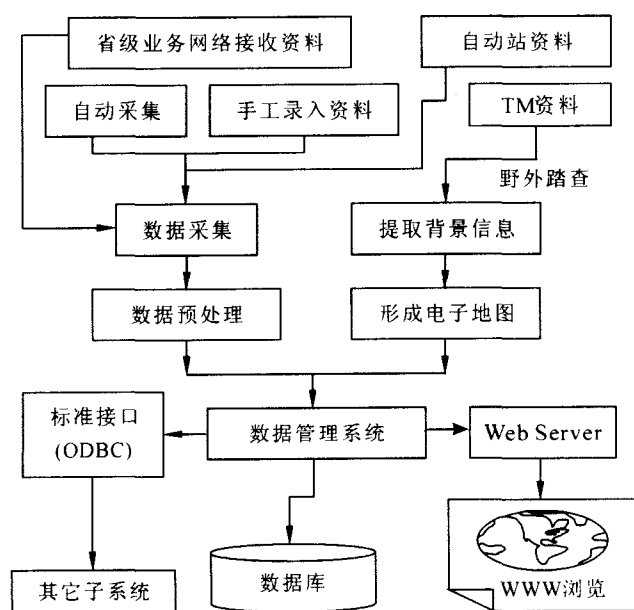 省级业务网络接收资料
自动站资料
自动采集
手工录入资料
TM资料
野外踏查
数据采集
提取背景信息
数据预处理
形成电子地图
标准接口
(ODBC)
数据管理系统
Web Server
其它子系统
数据库
WWW浏览